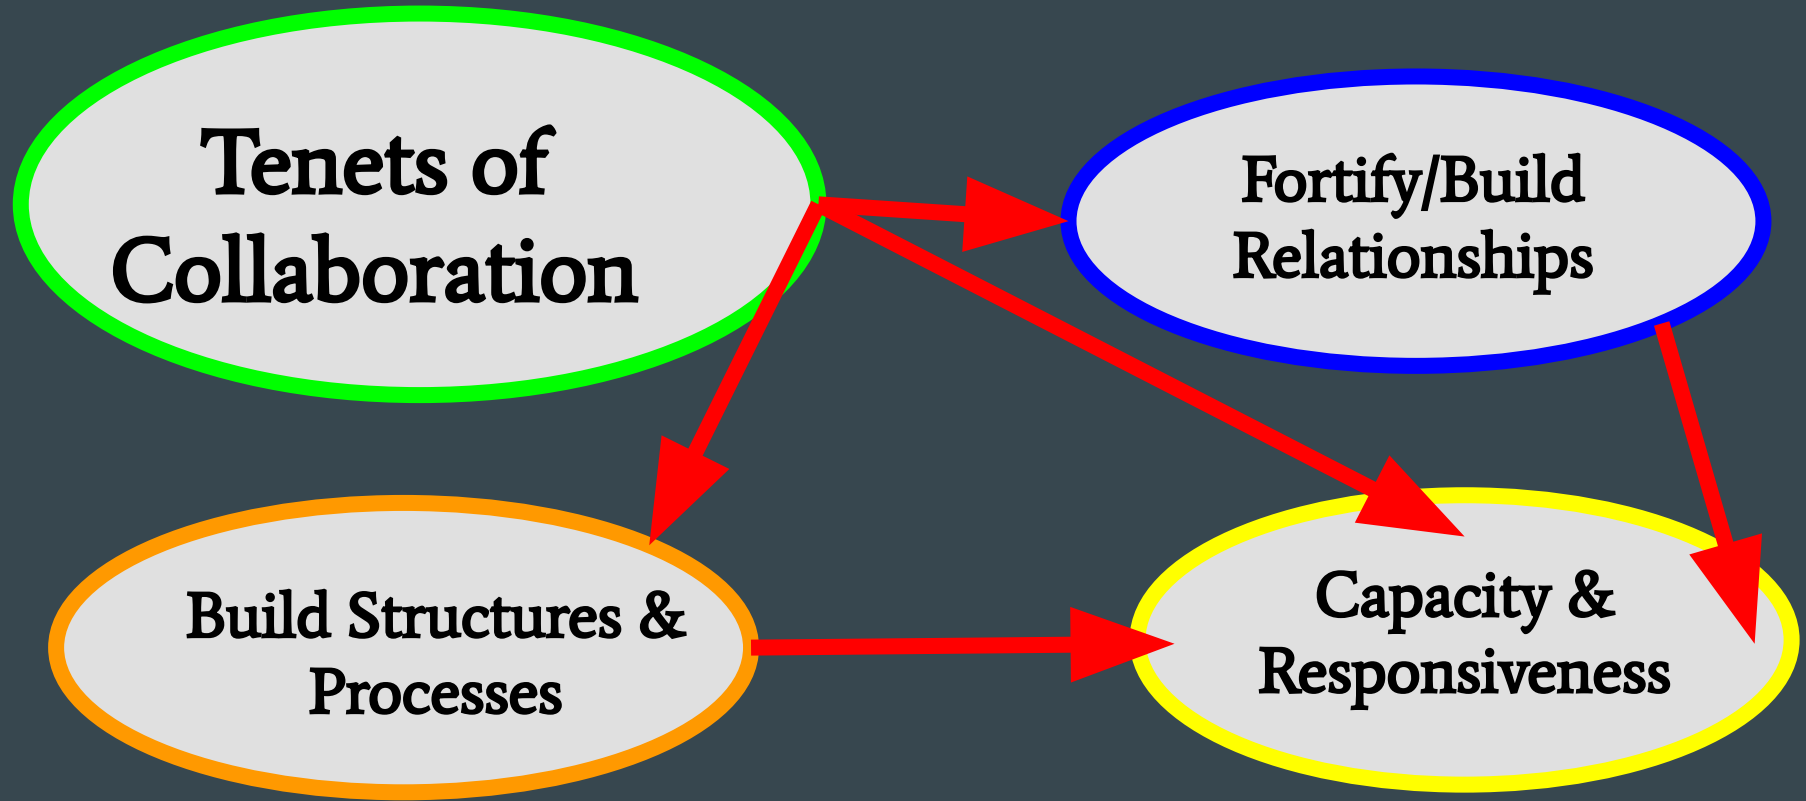 Tenets of
Collaboration
Fortify/Build
Relationships
Build Structures &
Processes
Capacity &
Responsiveness